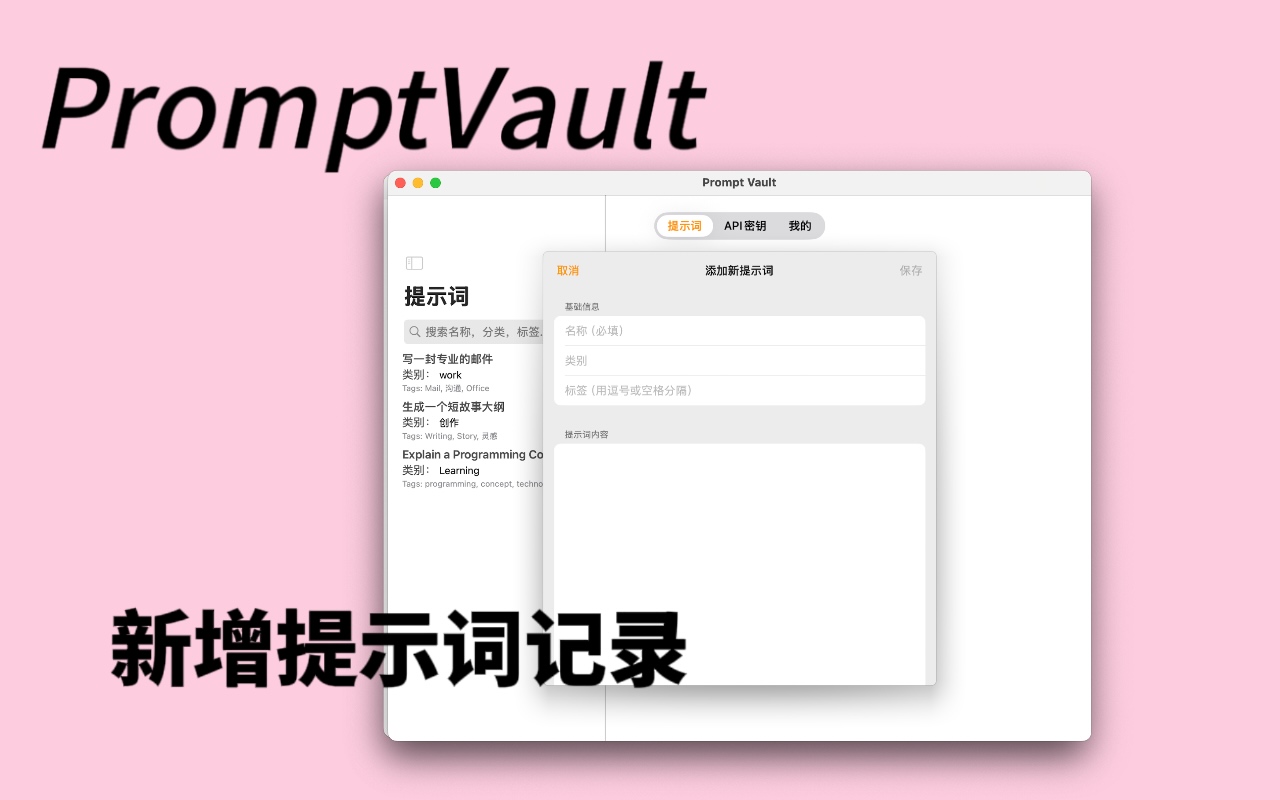 PromptVault
Prompt Vault
提示词 API密钥 我的
提示词
搜索名称，分类，标签.
写一封专业的邮件
类别： work
Tags: Mail, 沟通, Office
生成一个短故事大纲
类别： 创作
Tags: Writing, Story, 灵感
Explain a Programming Co
类别： Learning
Tags: programming, concept, techno
取消 添加新提示词 保存
基础信息
名称 (必填)
类别
标签 (用逗号或空格分隔)
提示词内容
新增提示词记录